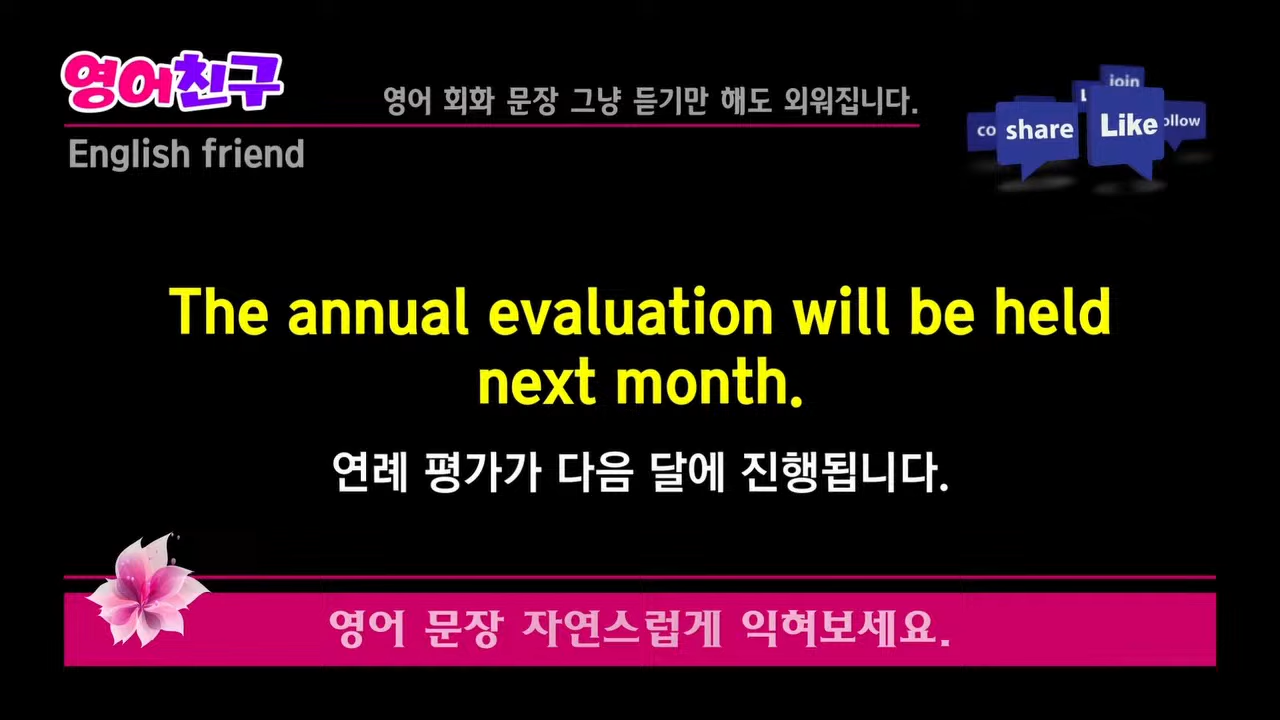 영어친구
영어 회화 문장 그냥 듣기만 해도 외워집니다.
English friend
join
share
Like
The annual evaluation will be held
next month.
연례 평가가 다음 달에 진행됩니다.
영어 문장 자연스럽게 익혀보세요.